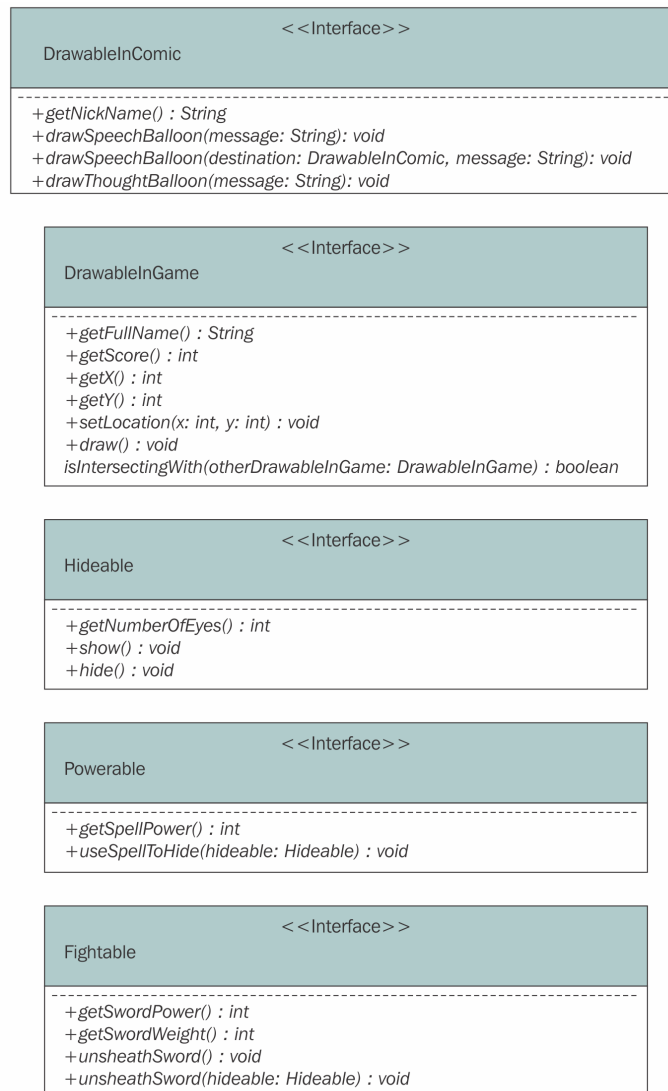 <<Interface>>
DrawableInComic
+getNickName() : String
+drawSpeechBalloon(message: String): void
+drawSpeechBalloon(destination: DrawableInComic, message: String): void
+drawThoughtBalloon(message: String): void
<<Interface>>
DrawableInGame
+getFullName() : String
+getScore() : int
+getX() : int
+getY() : int
+setLocation(x: int, y: int) : void
+draw() : void
isIntersectingWith(otherDrawableInGame: DrawableInGame) : boolean
<<Interface>>
Hideable
+getNumberOfEyes() : int
+show() : void
+hide() : void
<<Interface>>
Powerable
+getSpellPower() : int
+useSpellToHide(hideable: Hideable) : void
<<Interface>>
Fightable
+getSwordPower() : int
+getSwordWeight() : int
+unsheathSword() : void
+unsheathSword(hideable: Hideable) : void